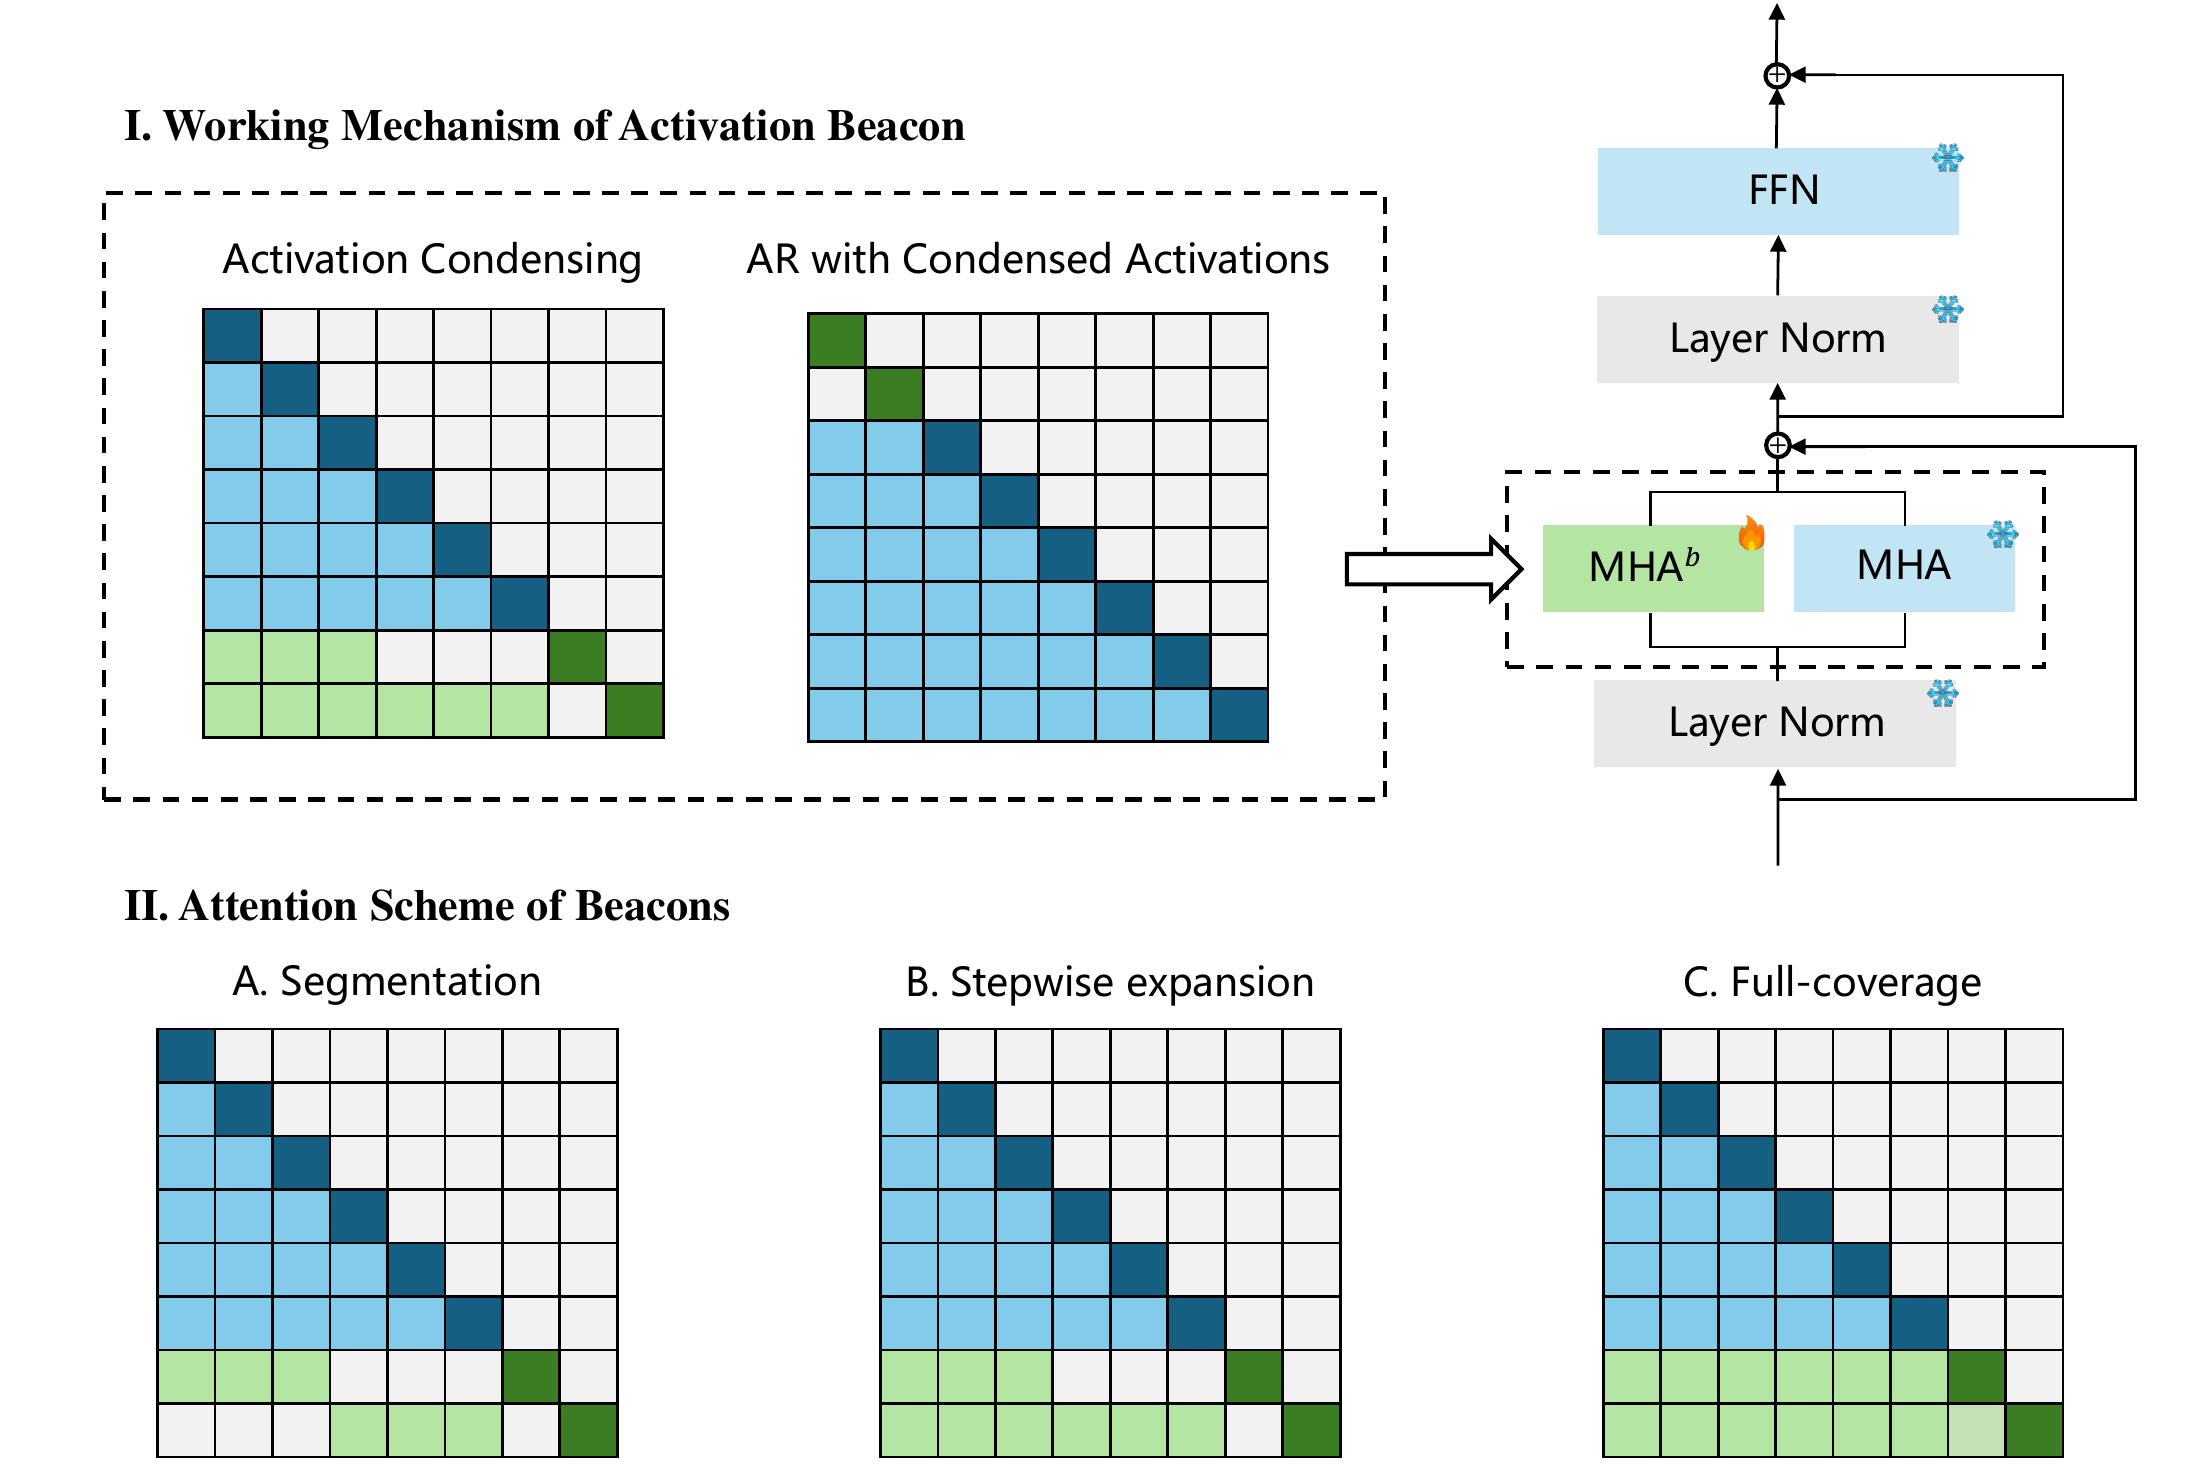 I. Working Mechanism of Activation Beacon
Activation Condensing
AR with Condensed Activations
FFN
Layer Norm
MHAᵇ
MHA
Layer Norm
II. Attention Scheme of Beacons
A. Segmentation
B. Stepwise expansion
C. Full-coverage